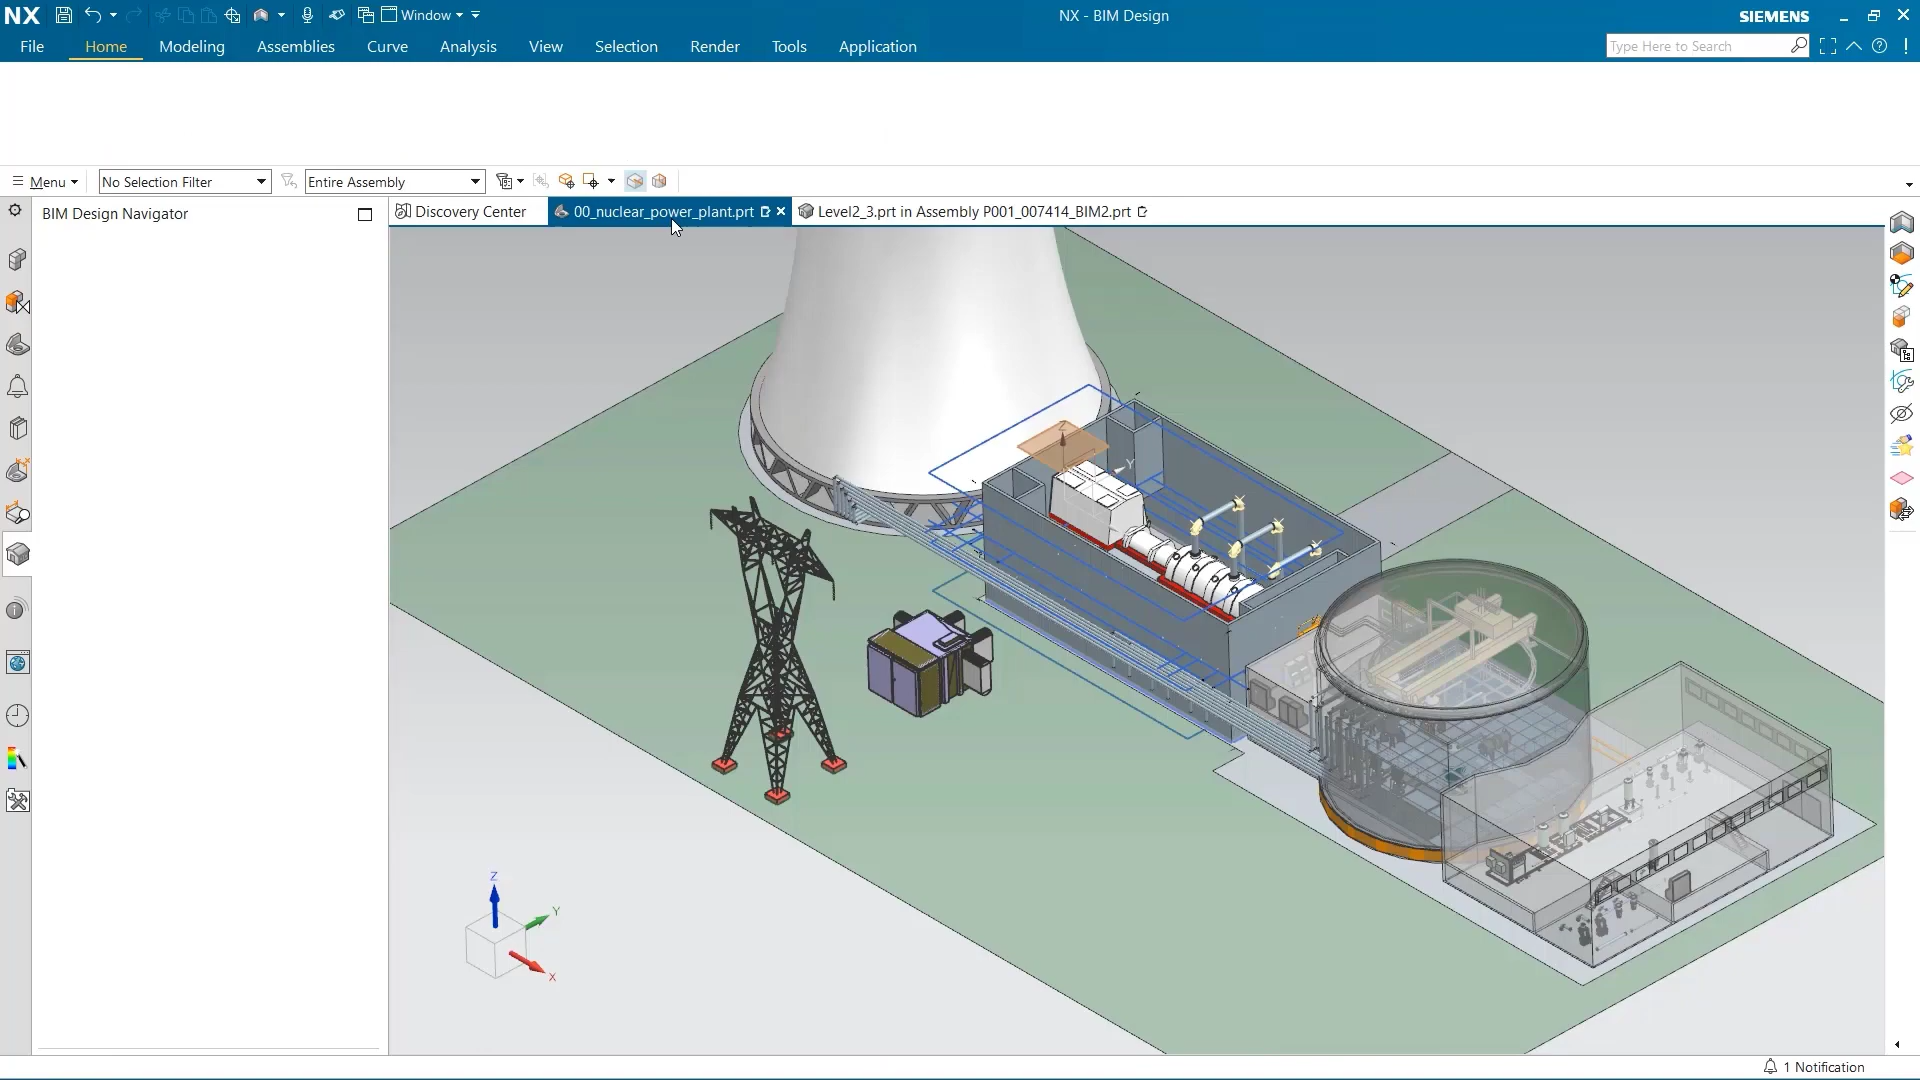 NX Window NX - BIM Design SIEMENS
File Home Modeling Assemblies Curve Analysis View Selection Render Tools Application Type Here to Search
Menu No Selection Filter Entire Assembly
BIM Design Navigator
Discovery Center 00_nuclear_power_plant.prt Level2_3.prt in Assembly P001_007414_BIM2.prt
Z
Y
Z
Y
X
1 Notification